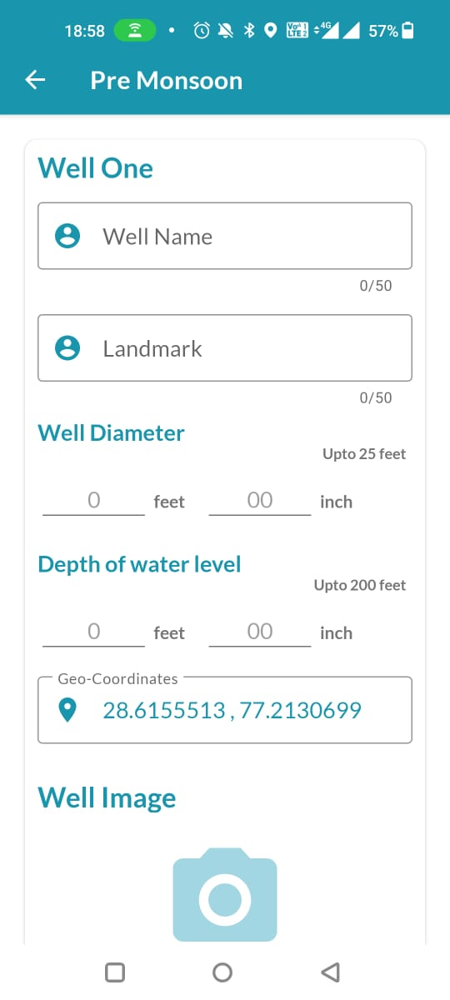 18:58
4G
57%
Pre Monsoon
Well One
Well Name
0/50
Landmark
0/50
Well Diameter
Upto 25 feet
0 feet 00 inch
Depth of water level
Upto 200 feet
0 feet 00 inch
Geo-Coordinates
28.6155513 , 77.2130699
Well Image